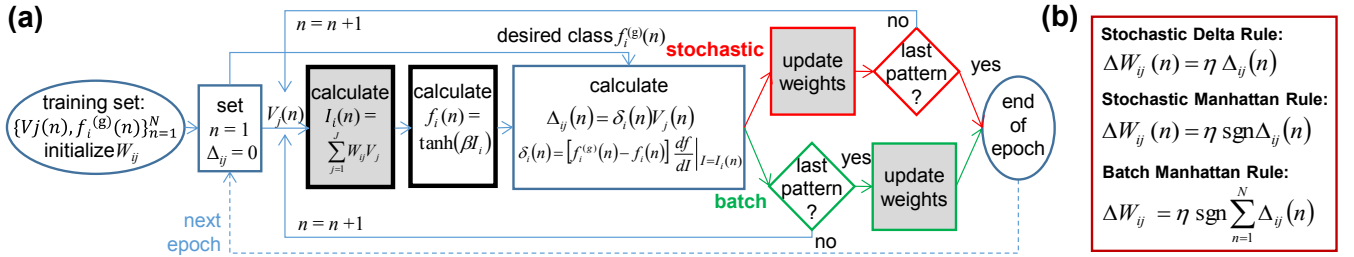 (a)
training set:
{Vj(n), f_i^(g)(n)}_{n=1}^N
initialize W_ij
set
n = 1
Δ_ij = 0
n = n +1
V_j(n)
calculate
I_i(n) =
∑_{j=1}^J W_ij V_j
calculate
f_i(n) =
tanh(βI_i)
desired class f_i^(g)(n)
calculate
Δ_ij(n) = δ_i(n)V_j(n)
δ_i(n) = [f_i^(g)(n) − f_i(n)] df/dI |_{I=I_i(n)}
stochastic
update
weights
no
last
pattern
?
yes
batch
last
pattern
?
yes
no
update
weights
end
of
epoch
n = n +1
next
epoch
(b)
Stochastic Delta Rule:
ΔW_ij (n) = η Δ_ij(n)
Stochastic Manhattan Rule:
ΔW_ij (n) = η sgnΔ_ij(n)
Batch Manhattan Rule:
ΔW_ij = η sgn ∑_{n=1}^N Δ_ij(n)